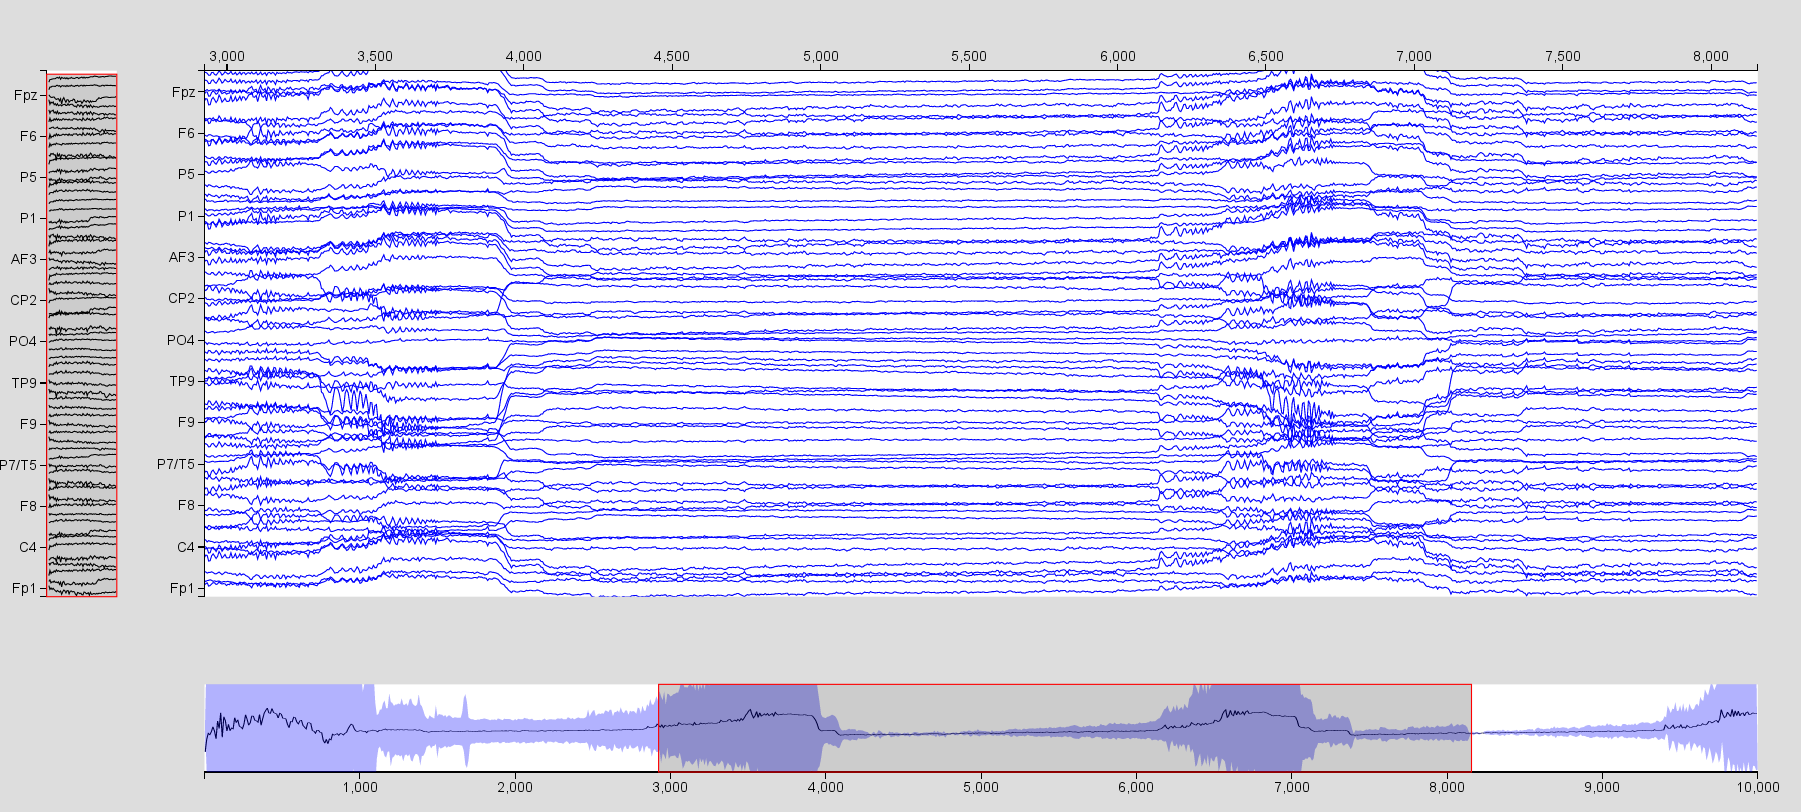 3,000 3,500 4,000 4,500 5,000 5,500 6,000 6,500 7,000 7,500 8,000
Fpz Fpz
F6 F6
P5 P5
P1 P1
AF3 AF3
CP2 CP2
PO4 PO4
TP9 TP9
F9 F9
P7/T5 P7/T5
F8 F8
C4 C4
Fp1 Fp1
1,000 2,000 3,000 4,000 5,000 6,000 7,000 8,000 9,000 10,000